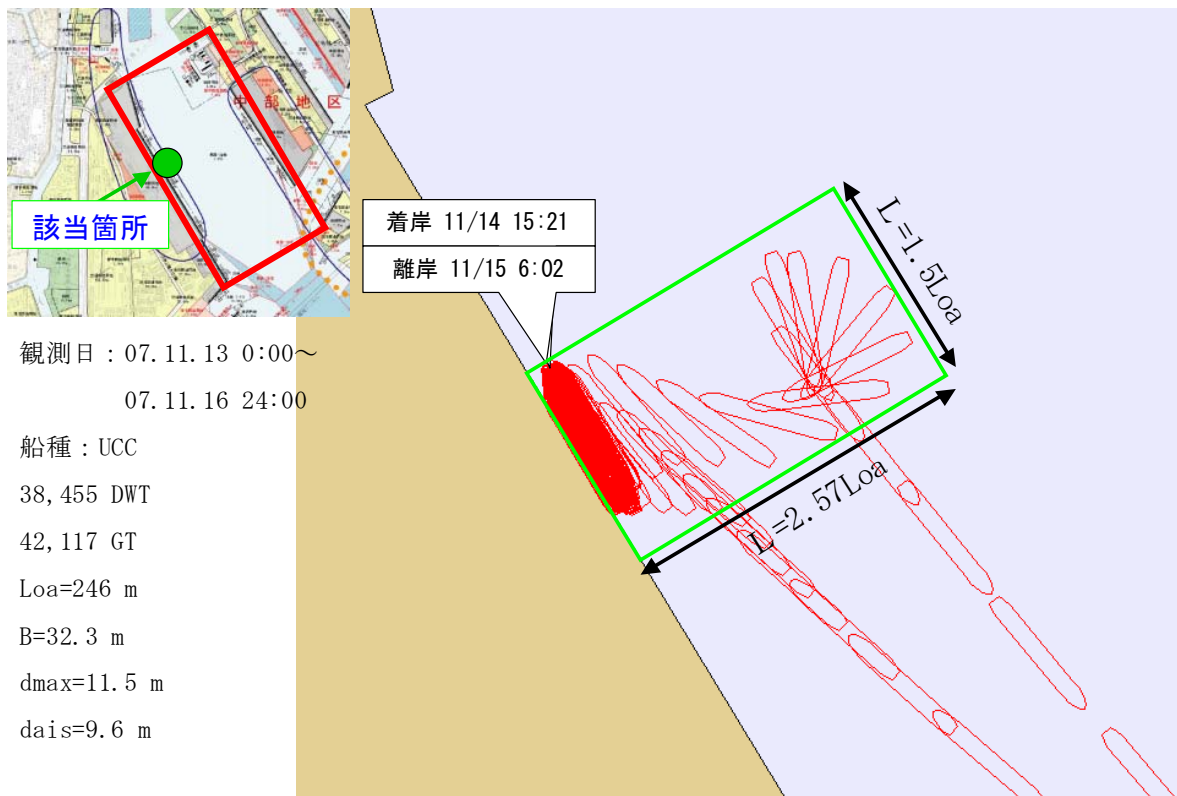 中部地区
該当箇所
着岸 11/14 15:21
離岸 11/15 6:02
L=1.5Loa
L=2.57Loa
観測日：07.11.13 0:00～
07.11.16 24:00
船種：UCC
38,455 DWT
42,117 GT
Loa=246 m
B=32.3 m
dmax=11.5 m
dais=9.6 m